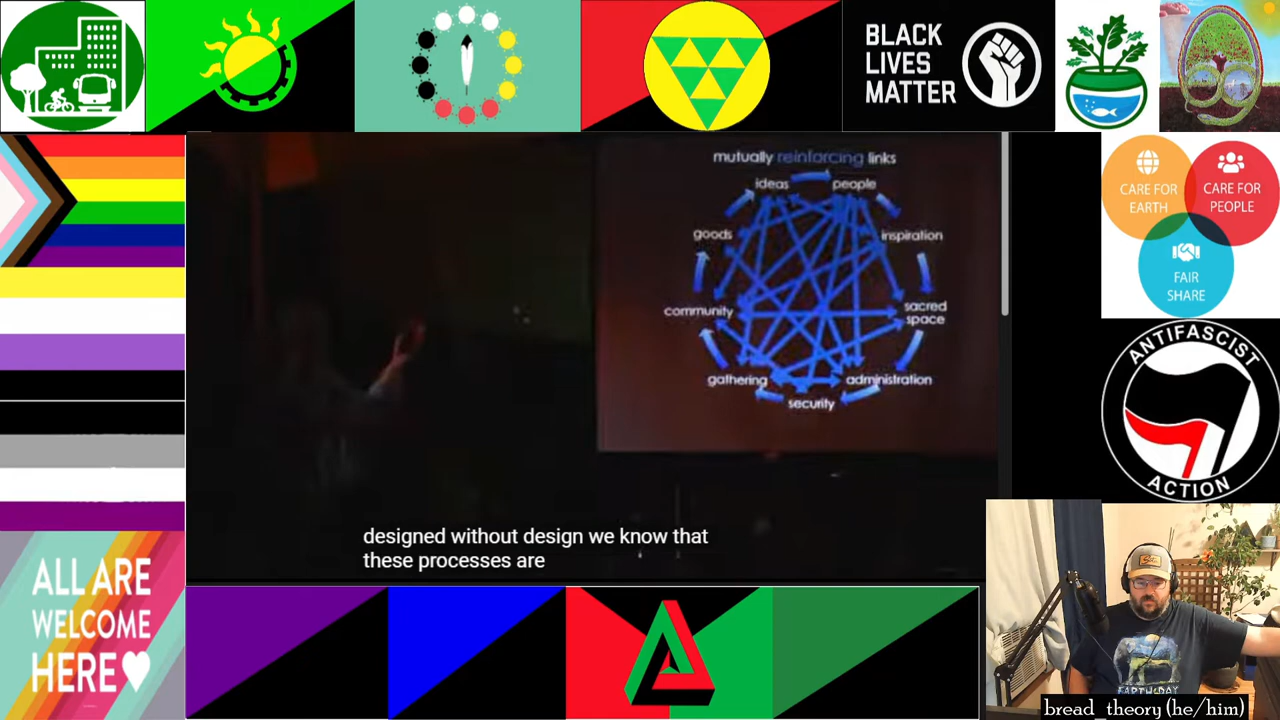 BLACK
LIVES
MATTER
mutually reinforcing links
ideas
people
goods
inspiration
community
sacred
space
gathering
administration
security
designed without design we know that
these processes are
CARE FOR
EARTH
CARE FOR
PEOPLE
FAIR
SHARE
ANTIFASCIST
ACTION
ALL ARE
WELCOME
HERE
EARTH DAY
bread_theory (he/him)